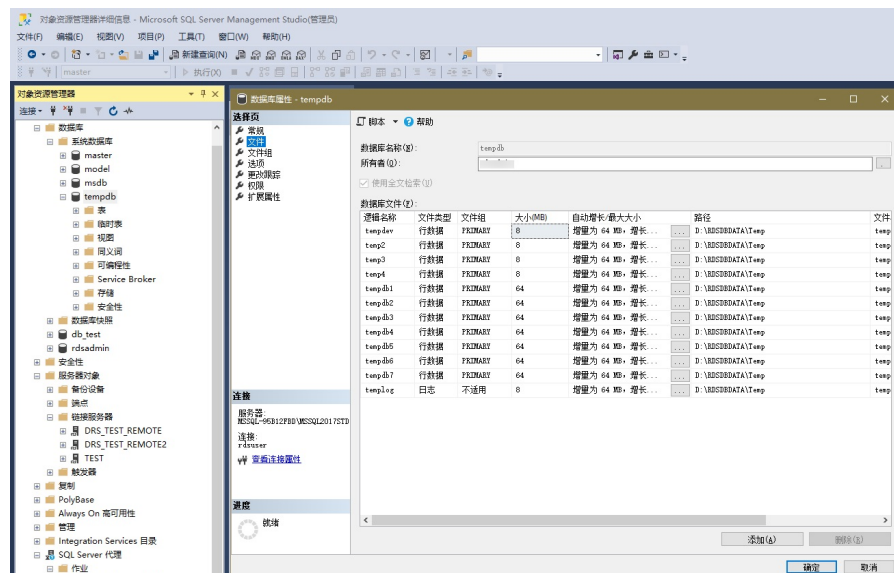 对象资源管理器详细信息 - Microsoft SQL Server Management Studio(管理员)
文件(F) 编辑(E) 视图(V) 项目(P) 工具(T) 窗口(W) 帮助(H)
新建查询(N)
master 执行(X)
对象资源管理器
连接
数据库
系统数据库
master
model
msdb
tempdb
表
临时表
视图
同义词
可编程性
Service Broker
存储
安全性
数据库快照
db_test
rdsadmin
安全性
服务器对象
备份设备
端点
链接服务器
DRS_TEST_REMOTE
DRS_TEST_REMOTE2
TEST
触发器
复制
PolyBase
Always On 高可用性
管理
Integration Services 目录
SQL Server 代理
作业
数据库属性 - tempdb
选择页
常规
文件
文件组
选项
更改跟踪
权限
扩展属性
连接
服务器:
MSSQL-95B12FBD\MSSQL2017STD
连接:
rdsuser
查看连接属性
进度
就绪
脚本 帮助
数据库名称(N): tempdb
所有者(O):
使用全文检索(U)
数据库文件(F):
逻辑名称 文件类型 文件组 大小(MB) 自动增长/最大大小 路径 文件
tempdev 行数据 PRIMARY 8 增量为 64 MB，增长... ... D:\RDSDBDATA\Temp temp
temp2 行数据 PRIMARY 8 增量为 64 MB，增长... ... D:\RDSDBDATA\Temp temp
temp3 行数据 PRIMARY 8 增量为 64 MB，增长... ... D:\RDSDBDATA\Temp temp
temp4 行数据 PRIMARY 8 增量为 64 MB，增长... ... D:\RDSDBDATA\Temp temp
tempdb1 行数据 PRIMARY 64 增量为 64 MB，增长... ... D:\RDSDBDATA\Temp temp
tempdb2 行数据 PRIMARY 64 增量为 64 MB，增长... ... D:\RDSDBDATA\Temp temp
tempdb3 行数据 PRIMARY 64 增量为 64 MB，增长... ... D:\RDSDBDATA\Temp temp
tempdb4 行数据 PRIMARY 64 增量为 64 MB，增长... ... D:\RDSDBDATA\Temp temp
tempdb5 行数据 PRIMARY 64 增量为 64 MB，增长... ... D:\RDSDBDATA\Temp temp
tempdb6 行数据 PRIMARY 64 增量为 64 MB，增长... ... D:\RDSDBDATA\Temp temp
tempdb7 行数据 PRIMARY 64 增量为 64 MB，增长... ... D:\RDSDBDATA\Temp temp
templog 日志 不适用 8 增量为 64 MB，增长... ... D:\RDSDBDATA\Temp temp
添加(A) 删除(R)
确定 取消